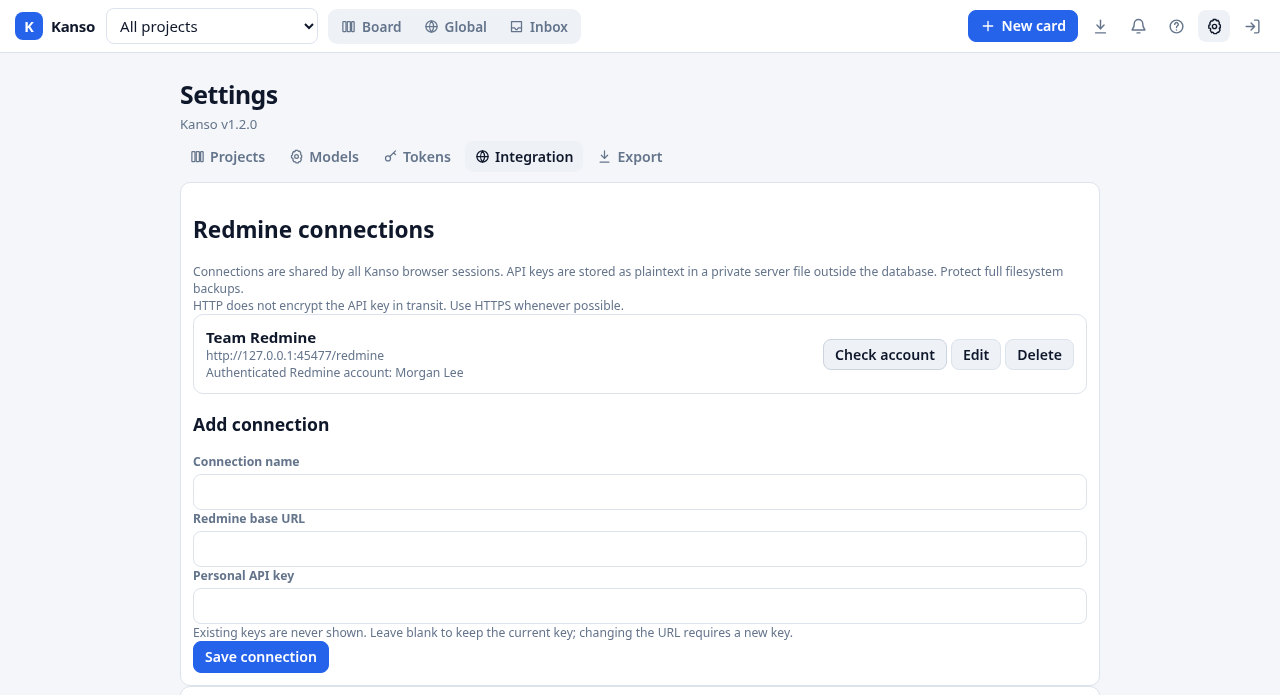 K Kanso All projects Board Global Inbox + New card
Settings
Kanso v1.2.0
Projects Models Tokens Integration Export
Redmine connections
Connections are shared by all Kanso browser sessions. API keys are stored as plaintext in a private server file outside the database. Protect full filesystem
backups.
HTTP does not encrypt the API key in transit. Use HTTPS whenever possible.
Team Redmine
http://127.0.0.1:45477/redmine
Authenticated Redmine account: Morgan Lee
Check account Edit Delete
Add connection
Connection name
Redmine base URL
Personal API key
Existing keys are never shown. Leave blank to keep the current key; changing the URL requires a new key.
Save connection